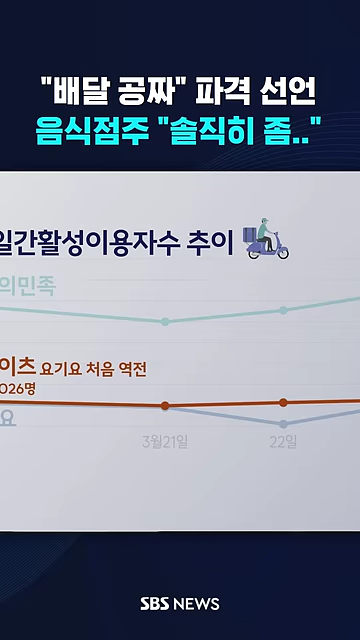 "배달 공짜" 파격 선언
음식점주 "솔직히 좀.."
일간활성이용자수 추이
의민족
이츠 요기요 처음 역전
026명
요
3월21일
22일
SBS NEWS